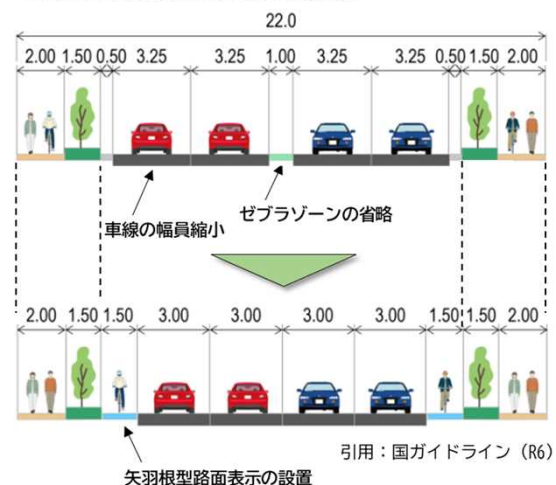 22.0
2.00 1.50 0.50 3.25 3.25 1.00 3.25 3.25 0.50 1.50 2.00
車線の幅員縮小
ゼブラゾーンの省略
2.00 1.50 1.50 3.00 3.00 3.00 3.00 1.50 1.50 2.00
引用:国ガイドライン(R6)
矢羽根型路面表示の設置